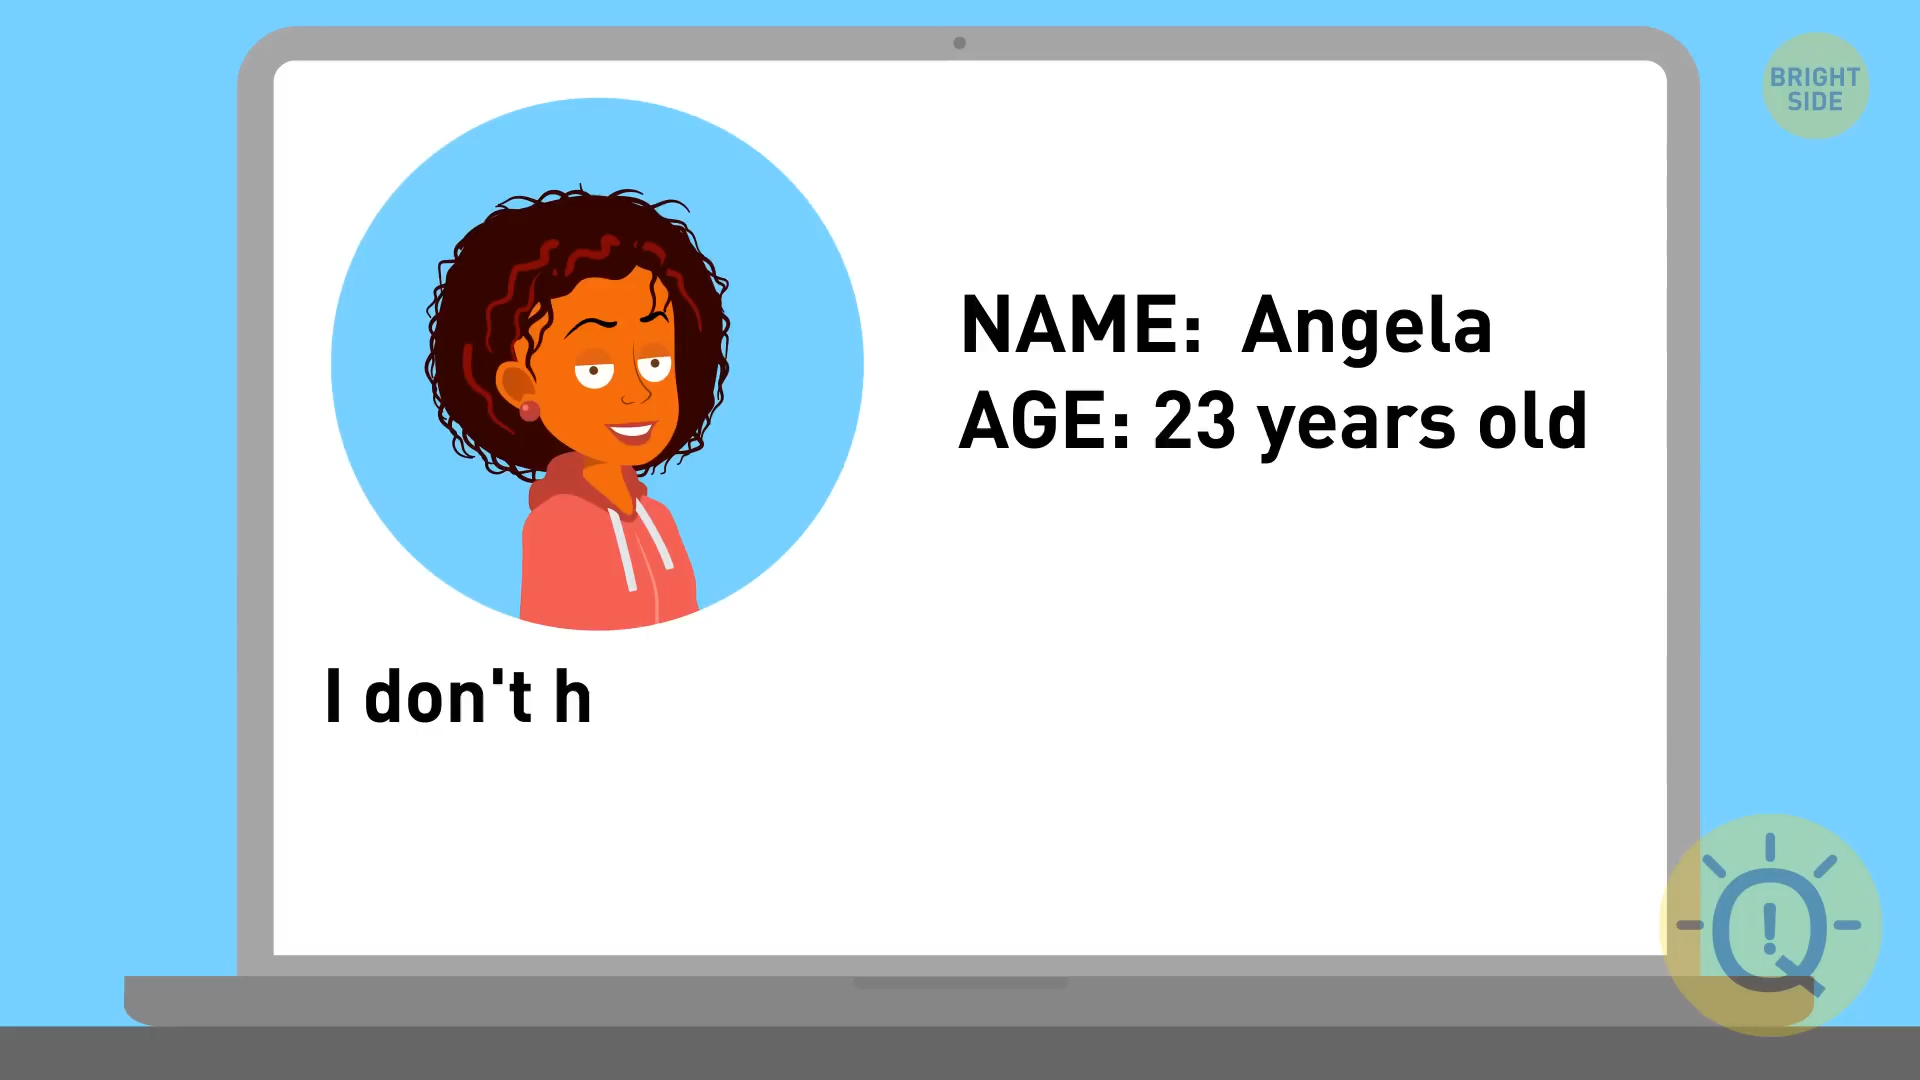 BRIGHT
SIDE
NAME: Angela
AGE: 23 years old
I don't h
Q!